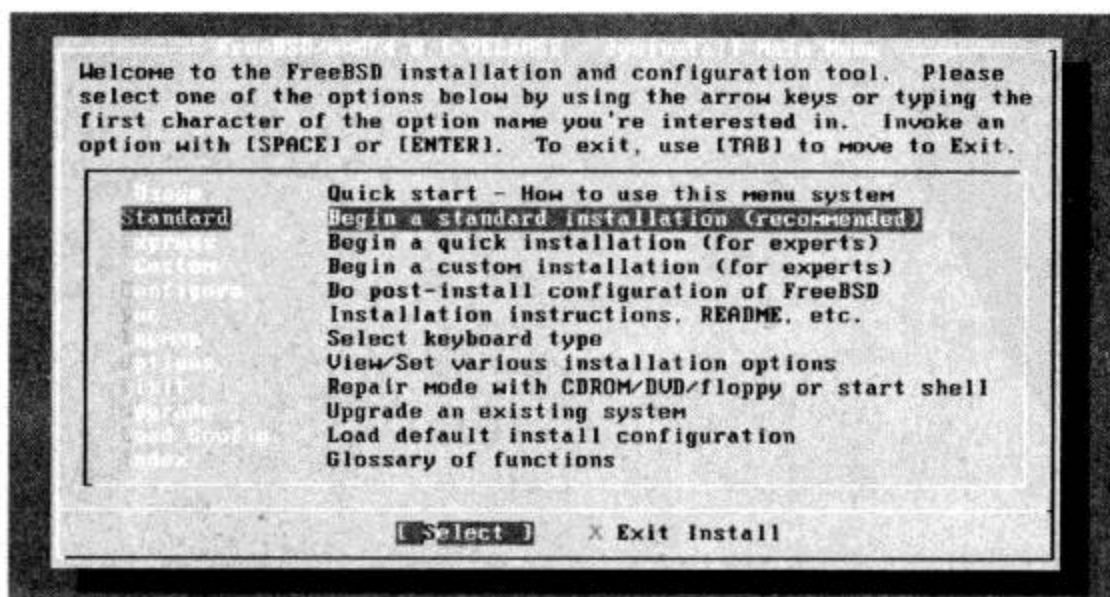 Welcome to the FreeBSD installation and configuration tool.  Please
select one of the options below by using the arrow keys or typing the
first character of the option name you're interested in.  Invoke an
option with [SPACE] or [ENTER].  To exit, use [TAB] to move to Exit.
Usage Quick start - How to use this menu system
Standard Begin a standard installation (recommended)
Begin a quick installation (for experts)
Custom Begin a custom installation (for experts)
Do post-install configuration of FreeBSD
Installation instructions, README, etc.
Select keyboard type
View/Set various installation options
Repair mode with CDROM/DVD/floppy or start shell
Upgrade an existing system
Load default install configuration
Glossary of functions
[ Select ] X Exit Install